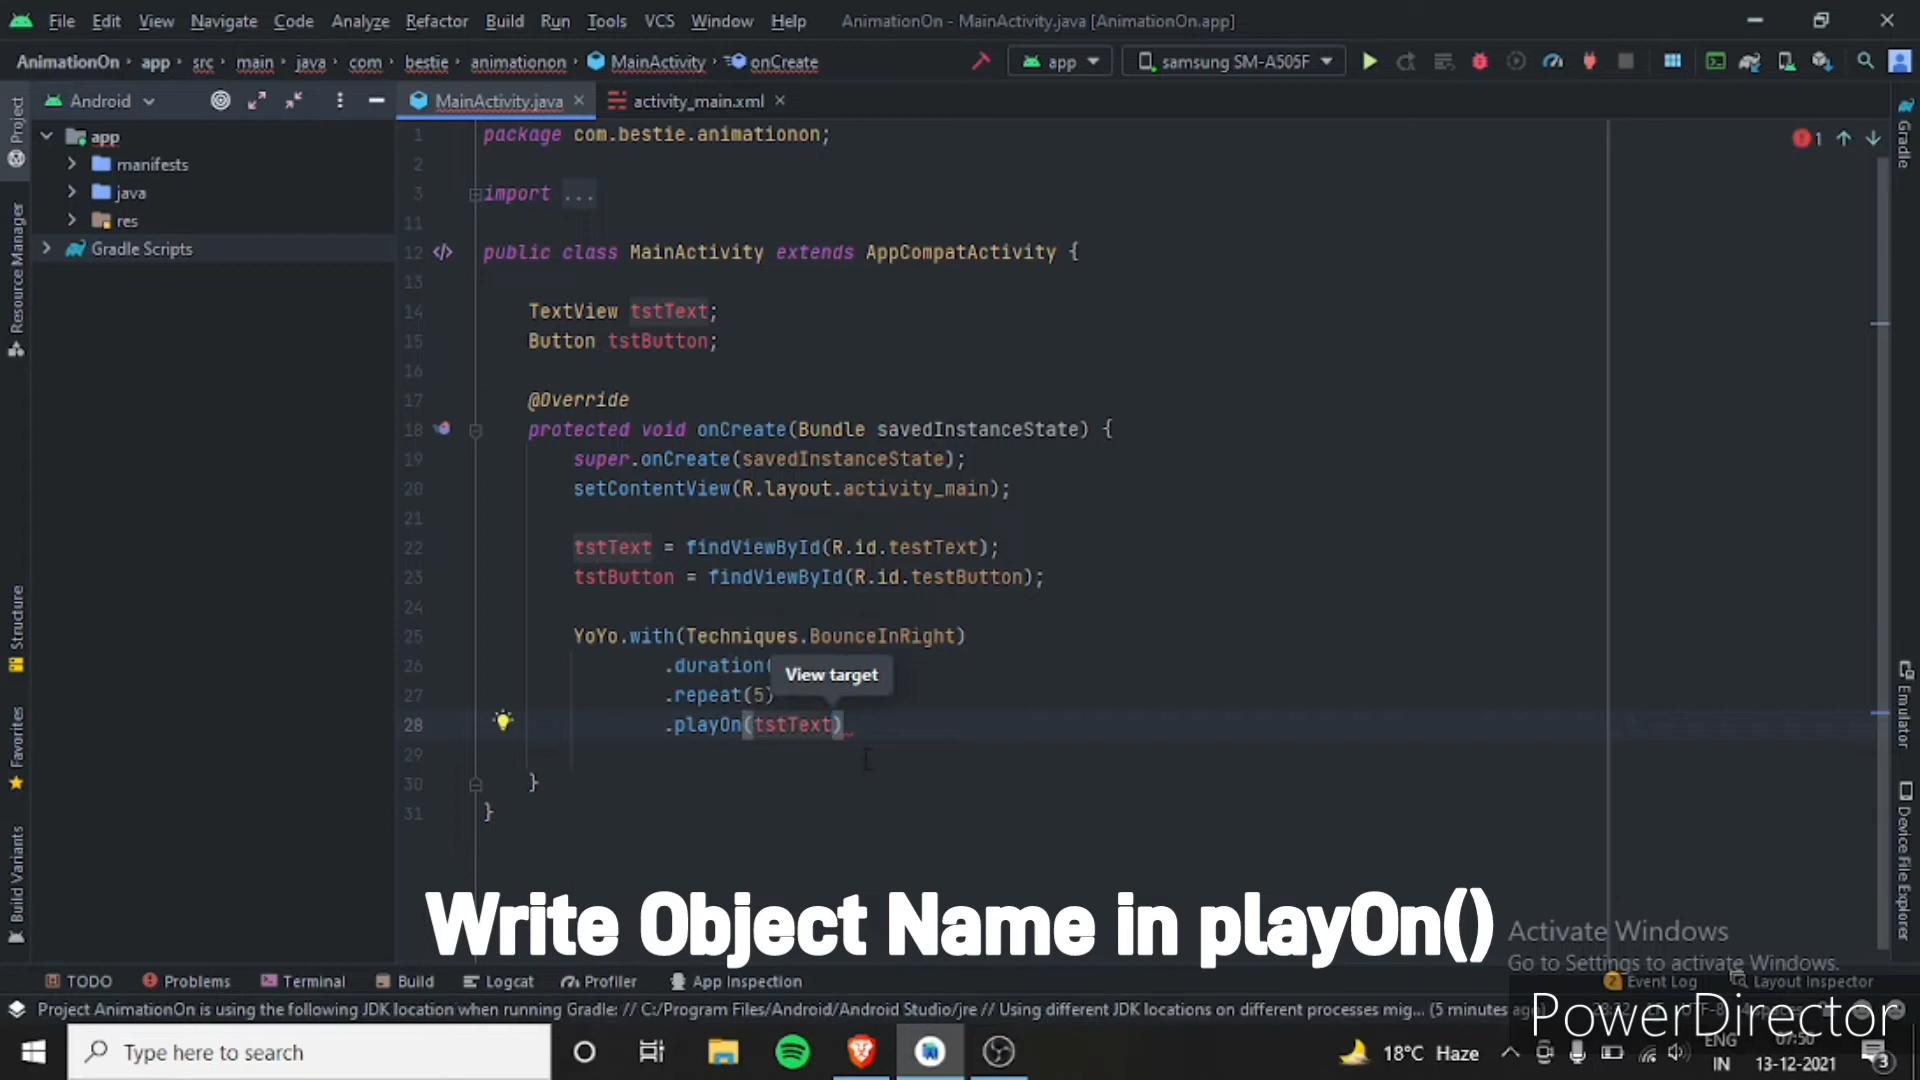 File Edit View Navigate Code Analyze Refactor Build Run Tools VCS Window Help AnimationOn - MainActivity.java [AnimationOn.app]
AnimationOn app src main java com bestie animationon MainActivity onCreate app samsung SM-A505F
Android MainActivity.java activity_main.xml
Project
Resource Manager
Structure
Favorites
Build Variants
app
manifests
java
res
Gradle Scripts
1 package com.bestie.animationon;
2
3 import ...
11
12 public class MainActivity extends AppCompatActivity {
13
14 TextView tstText;
15 Button tstButton;
16
17 @Override
18 protected void onCreate(Bundle savedInstanceState) {
19 super.onCreate(savedInstanceState);
20 setContentView(R.layout.activity_main);
21
22 tstText = findViewById(R.id.testText);
23 tstButton = findViewById(R.id.testButton);
24
25 YoYo.with(Techniques.BounceInRight)
26 .duration(
View target
27 .repeat(5)
28 .playOn(tstText)
29
30 }
31 }
1
Gradle
Emulator
Device File Explorer
Write Object Name in playOn()
Activate Windows
Go to Settings to activate Windows.
TODO Problems Terminal Build Logcat Profiler App Inspection 2 Event Log Layout Inspector
Project AnimationOn is using the following JDK location when running Gradle: // C:/Program Files/Android/Android Studio/jre // Using different JDK locations on different processes mig... (5 minutes ago)
PowerDirector
Type here to search
18°C Haze
ENG
IN
07:50
13-12-2021
3